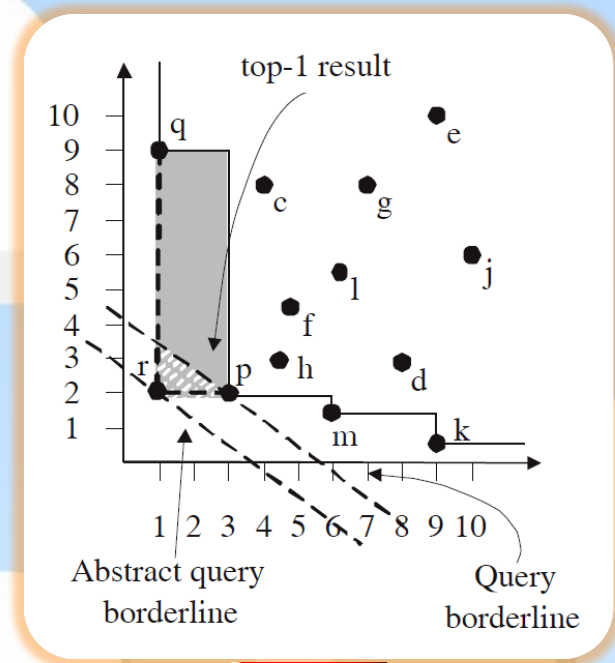 top-1 result
10
9
8
7
6
5
4
3
2
1
q
e
c
g
j
l
f
r
p
h
d
m
k
1 2 3 4 5 6 7 8 9 10
Abstract query
borderline
Query
borderline